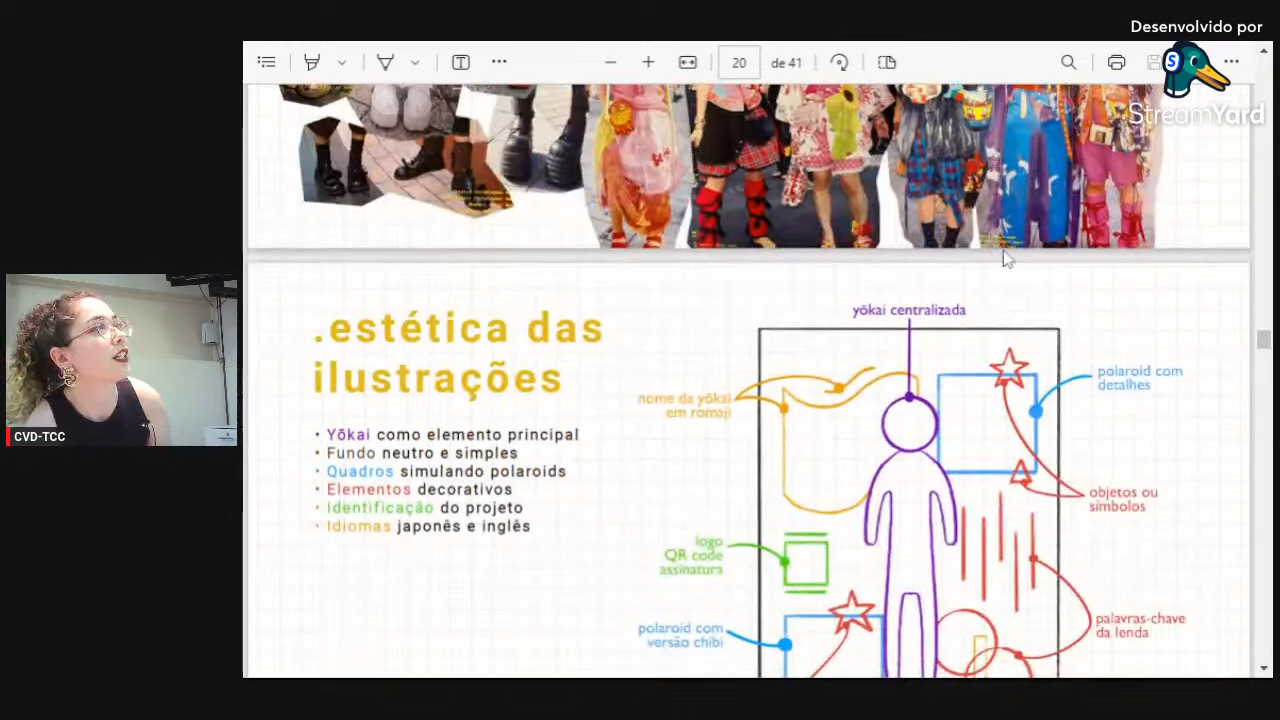 Desenvolvido por
StreamYard
20 de 41
.estética das
ilustrações
• Yōkai como elemento principal
• Fundo neutro e simples
• Quadros simulando polaroids
• Elementos decorativos
• Identificação do projeto
• Idiomas japonês e inglês
yōkai centralizada
nome da yōkai
em romaji
polaroid com
detalhes
objetos ou
símbolos
logo
QR code
assinatura
polaroid com
versão chibi
palavras-chave
da lenda
CVD-TCC